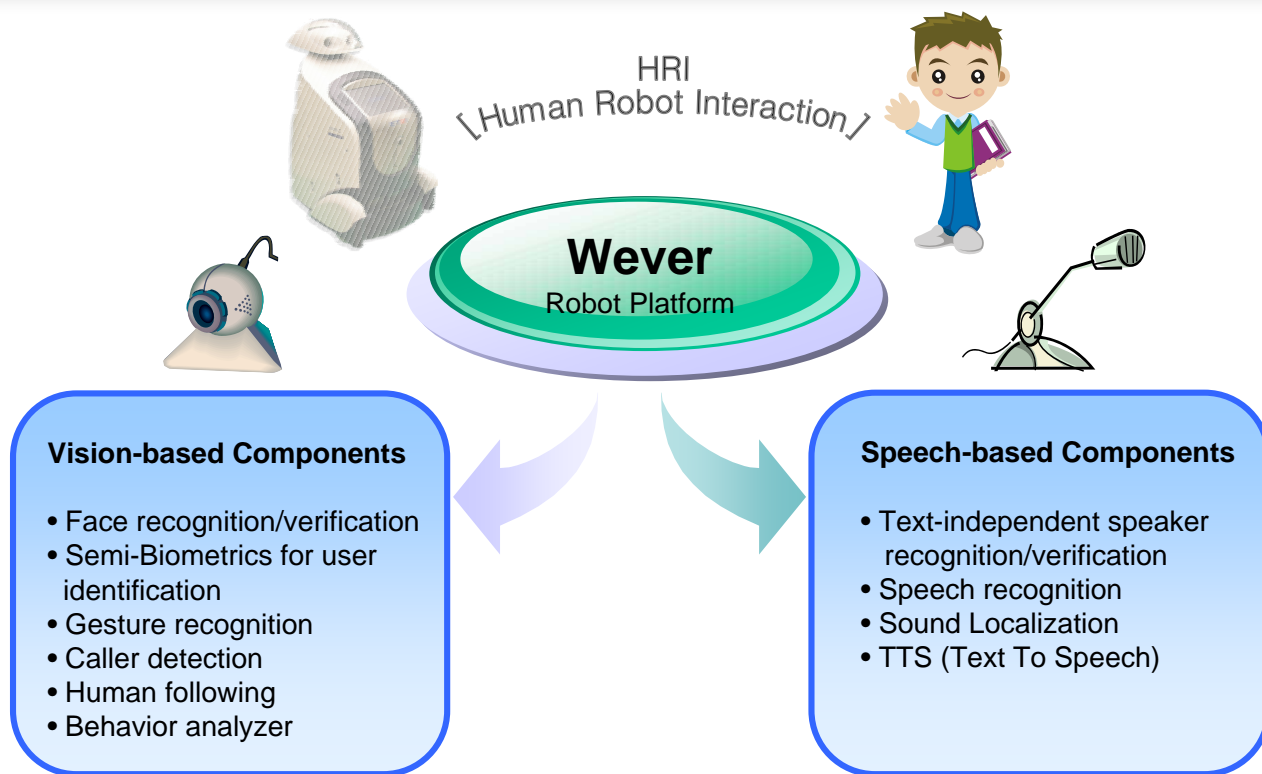 HRI
[Human Robot Interaction]
Wever
Robot Platform
Vision-based Components
• Face recognition/verification
• Semi-Biometrics for user
identification
• Gesture recognition
• Caller detection
• Human following
• Behavior analyzer
Speech-based Components
• Text-independent speaker
recognition/verification
• Speech recognition
• Sound Localization
• TTS (Text To Speech)